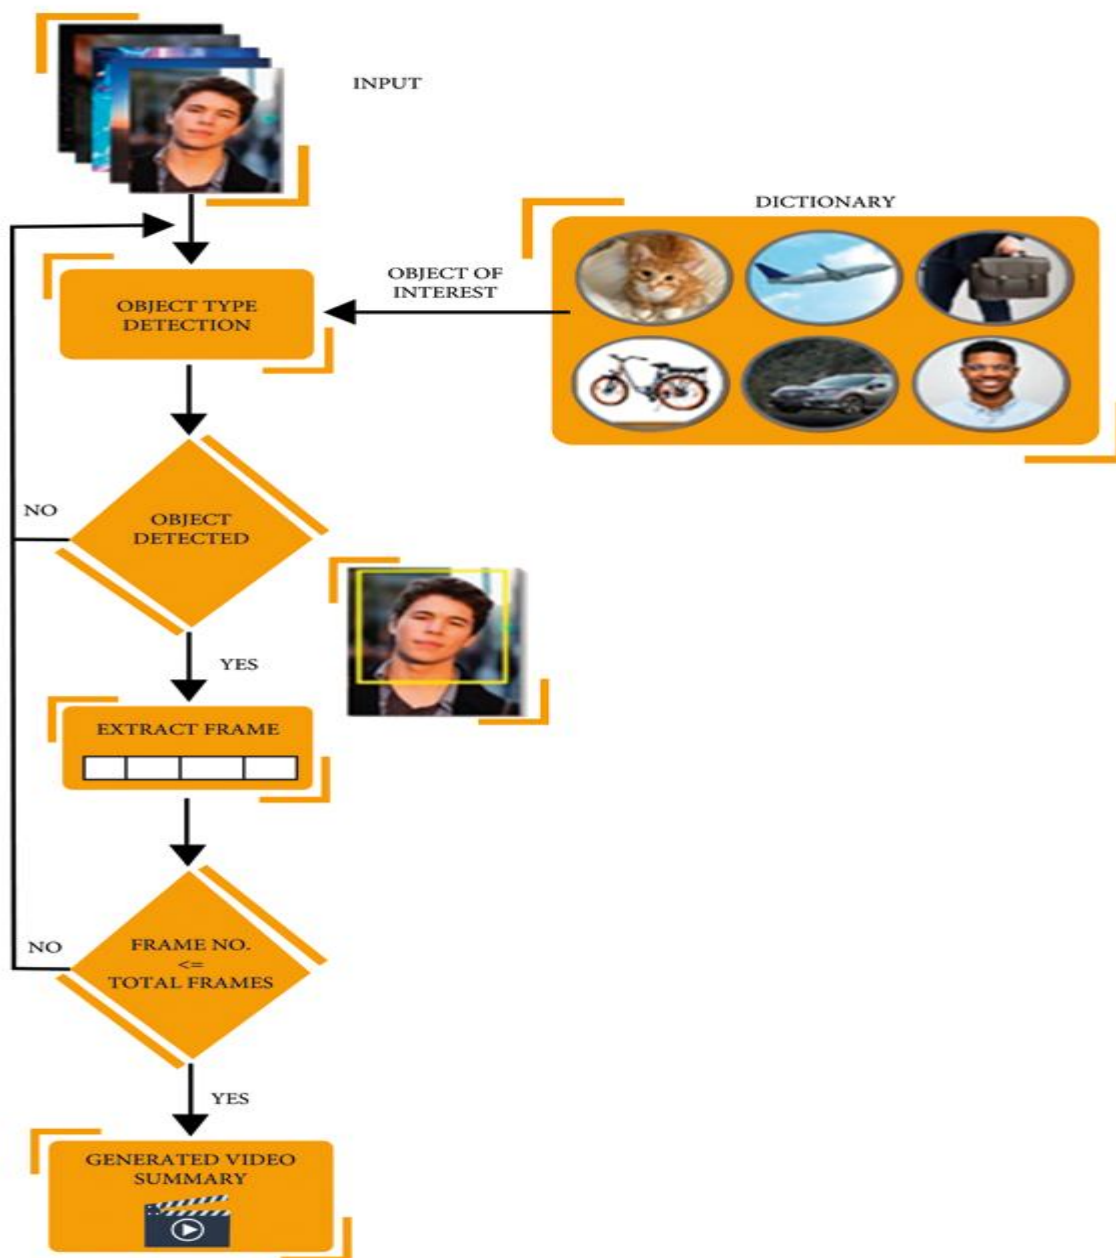 INPUT
DICTIONARY
OBJECT OF
INTEREST
OBJECT TYPE
DETECTION
NO
OBJECT
DETECTED
YES
EXTRACT FRAME
NO
FRAME NO.
<=
TOTAL FRAMES
YES
GENERATED VIDEO
SUMMARY